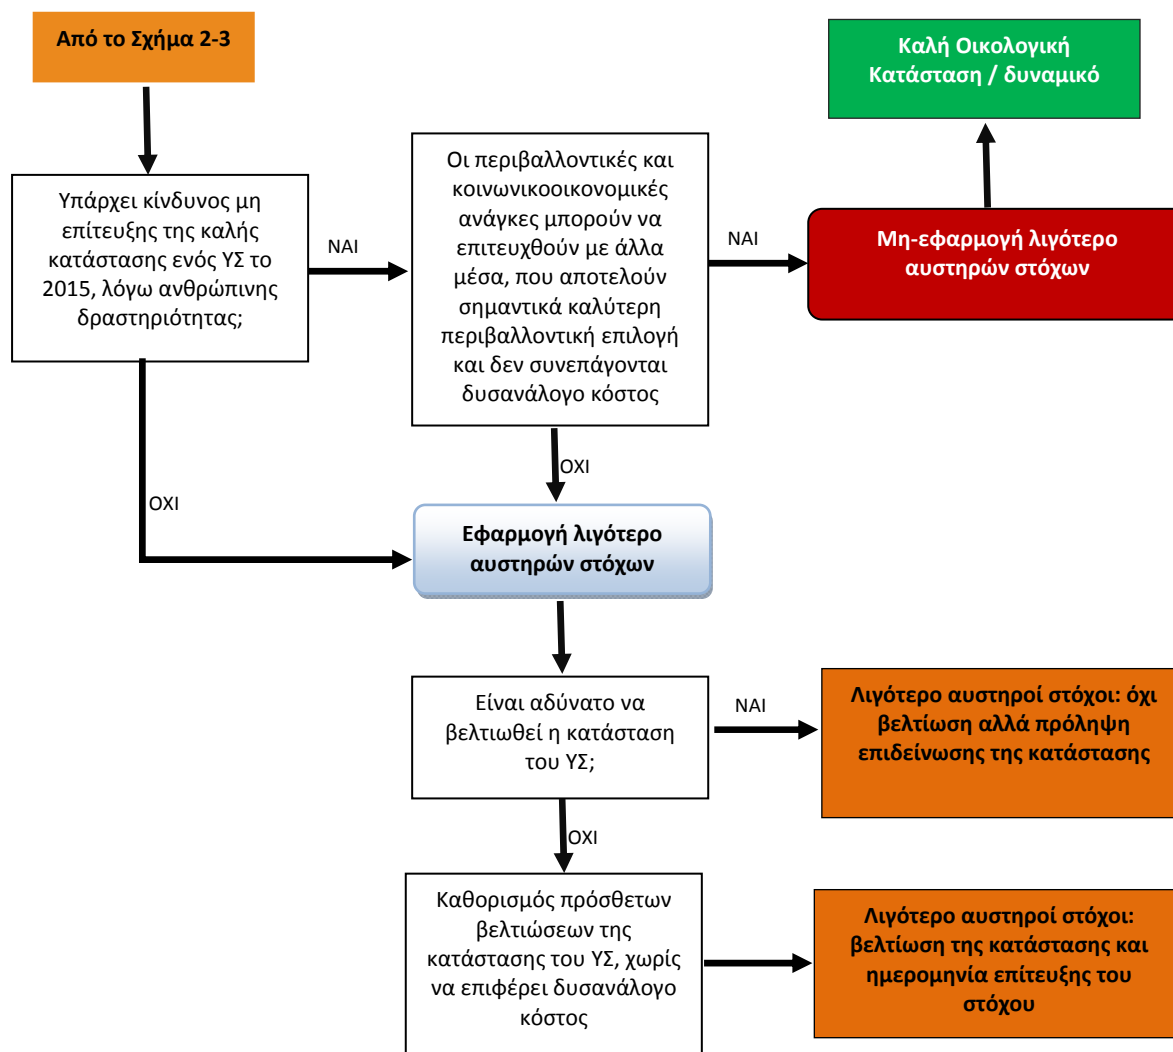 Από το Σχήμα 2-3
Καλή Οικολογική
Κατάσταση / δυναμικό
Υπάρχει κίνδυνος μη
επίτευξης της καλής
κατάστασης ενός ΥΣ το
2015, λόγω ανθρώπινης
δραστηριότητας;
ΝΑΙ
Οι περιβαλλοντικές και
κοινωνικοοικονομικές
ανάγκες μπορούν να
επιτευχθούν με άλλα
μέσα, που αποτελούν
σημαντικά καλύτερη
περιβαλλοντική επιλογή
και δεν συνεπάγονται
δυσανάλογο κόστος
ΝΑΙ
Μη-εφαρμογή λιγότερο
αυστηρών στόχων
ΟΧΙ
ΟΧΙ
Εφαρμογή λιγότερο
αυστηρών στόχων
Είναι αδύνατο να
βελτιωθεί η κατάσταση
του ΥΣ;
ΝΑΙ
Λιγότερο αυστηροί στόχοι: όχι
βελτίωση αλλά πρόληψη
επιδείνωσης της κατάστασης
ΟΧΙ
Καθορισμός πρόσθετων
βελτιώσεων της
κατάστασης του ΥΣ, χωρίς
να επιφέρει δυσανάλογο
κόστος
Λιγότερο αυστηροί στόχοι:
βελτίωση της κατάστασης και
ημερομηνία επίτευξης του
στόχου